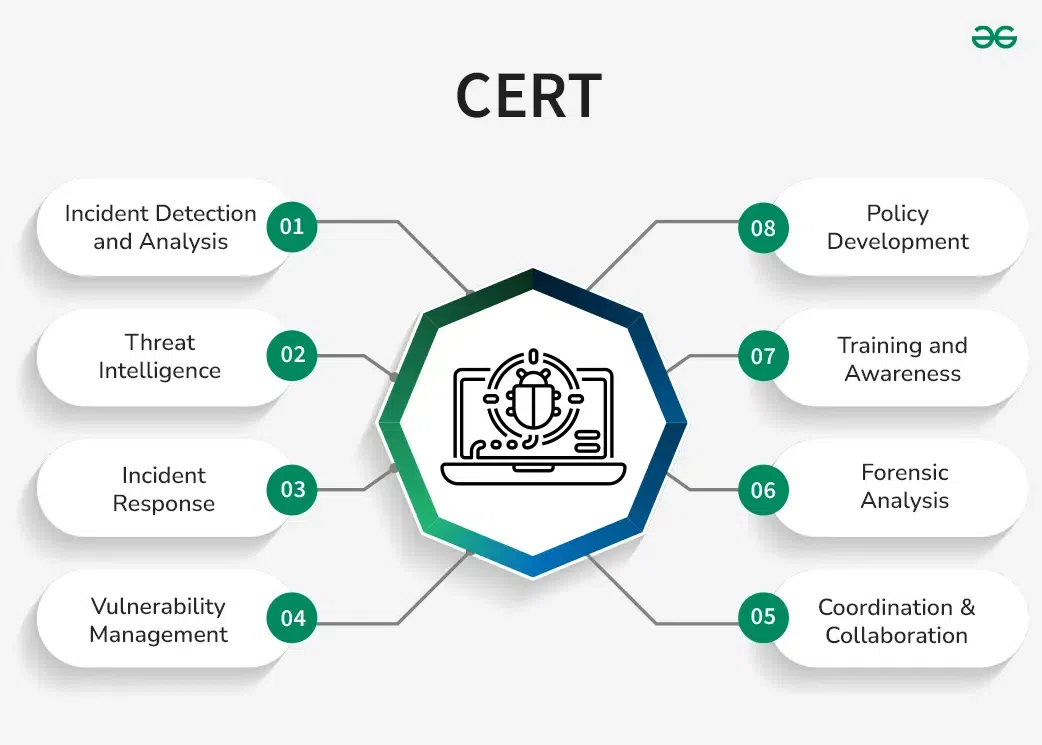 CERT
Incident Detection
and Analysis
01
Threat
Intelligence
02
Incident
Response
03
Vulnerability
Management
04
08
Policy
Development
07
Training and
Awareness
06
Forensic
Analysis
05
Coordination &
Collaboration